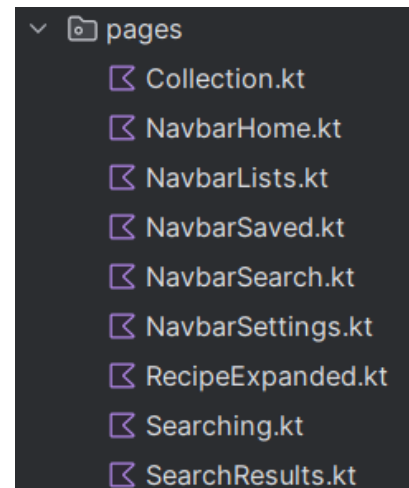 pages
Collection.kt
NavbarHome.kt
NavbarLists.kt
NavbarSaved.kt
NavbarSearch.kt
NavbarSettings.kt
RecipeExpanded.kt
Searching.kt
SearchResults.kt